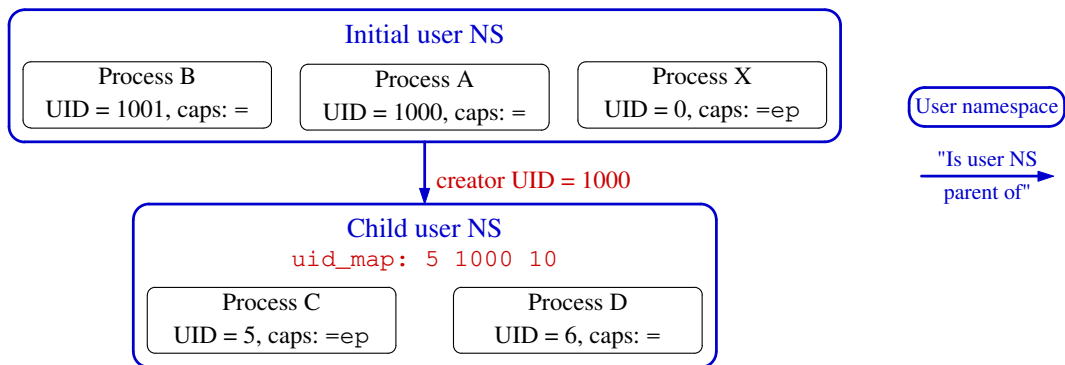 Initial user NS
Process B
UID = 1001, caps: =
Process A
UID = 1000, caps: =
Process X
UID = 0, caps: =ep
User namespace
"Is user NS
parent of"
creator UID = 1000
Child user NS
uid_map: 5 1000 10
Process C
UID = 5, caps: =ep
Process D
UID = 6, caps: =